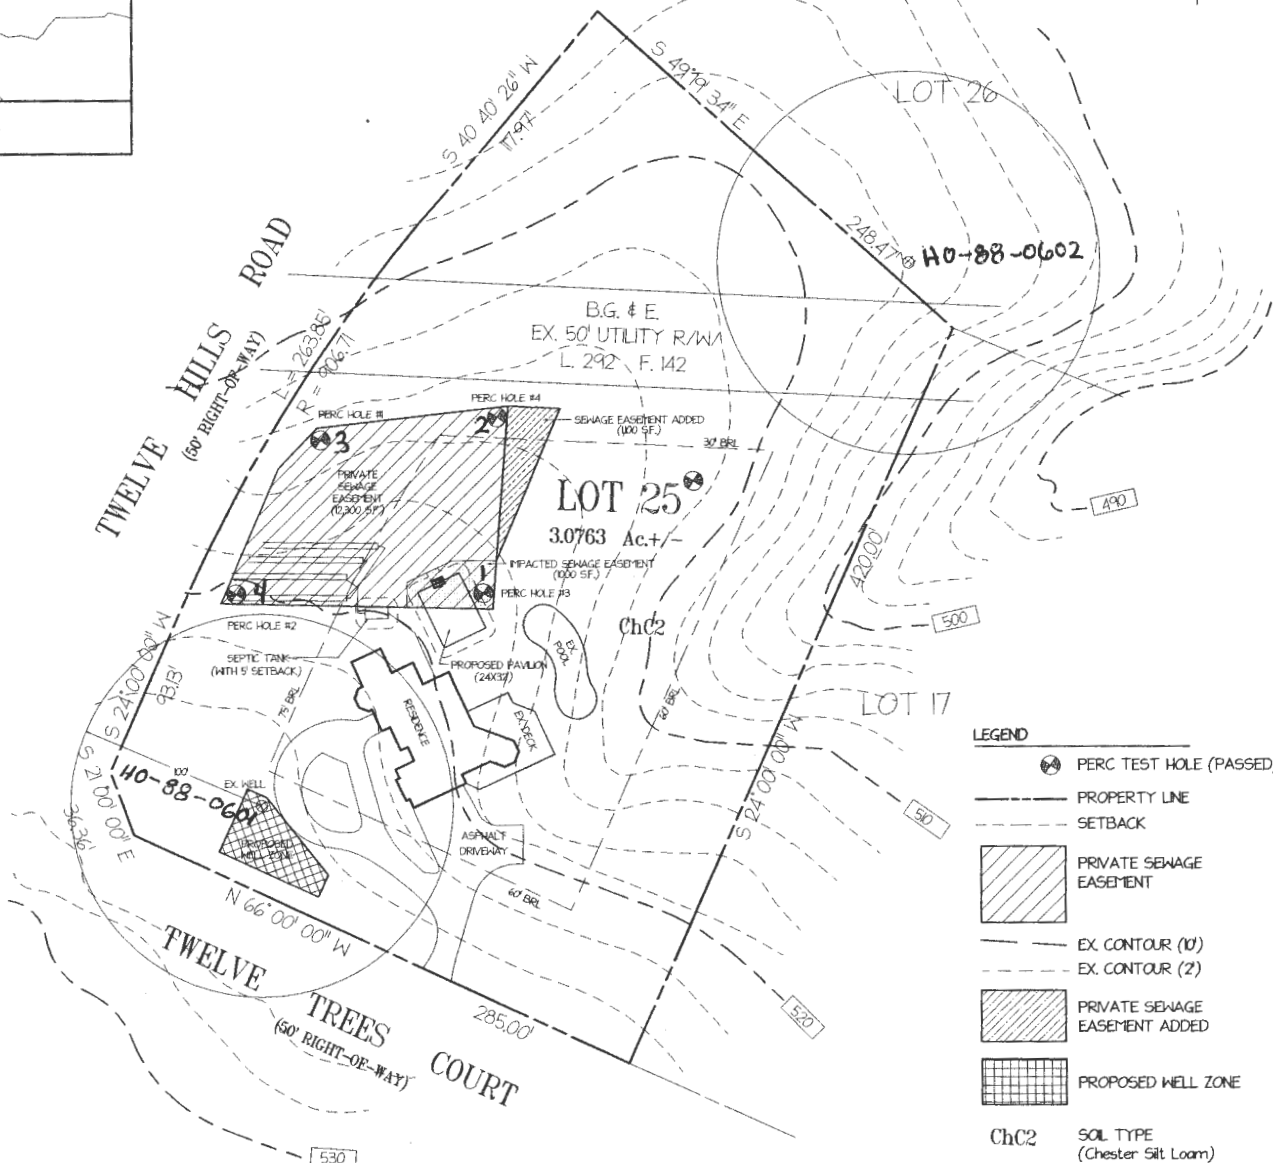 S 40°40'26" W
17.97'
S 49°19'34" E
LOT 26
248.47'
HO-88-0602
TWELVE HILLS ROAD
(50' RIGHT-OF-WAY)
L = 263.85'
B.G. & E.
EX. 50' UTILITY R/W
L. 292 F. 142
PERC HOLE #1
3
PERC HOLE #4
2
SEWAGE EASEMENT ADDED
(1,100 S.F.)
30' BRL
PRIVATE
SEWAGE
EASEMENT
(12,300 S.F.)
LOT 25
3.0763 Ac.+/-
490
IMPACTED SEWAGE EASEMENT
(1000 S.F.)
1
PERC HOLE #3
4
PERC HOLE #2
420.00'
500
ChC2
EX.
POOL
SEPTIC TANK
(WITH 5' SETBACK)
PROPOSED PAVILION
(24X32)
S 24°00'00" W
93.13'
75' BRL
60' BRL
RESIDENCE
EX. DECK
LOT 17
S 24°00'00" W
S 21°00'00" E
36.36'
100'
HO-88-0601
EX. WELL
PROPOSED
WELL ZONE
ASPHALT
DRIVEWAY
60' BRL
510
N 66°00'00" W
285.00'
TWELVE TREES COURT
(50' RIGHT-OF-WAY)
520
530
LEGEND
PERC TEST HOLE (PASSED
PROPERTY LINE
SETBACK
PRIVATE SEWAGE
EASEMENT
EX. CONTOUR (10')
EX. CONTOUR (2')
PRIVATE SEWAGE
EASEMENT ADDED
PROPOSED WELL ZONE
ChC2
SOIL TYPE
(Chester Silt Loam)